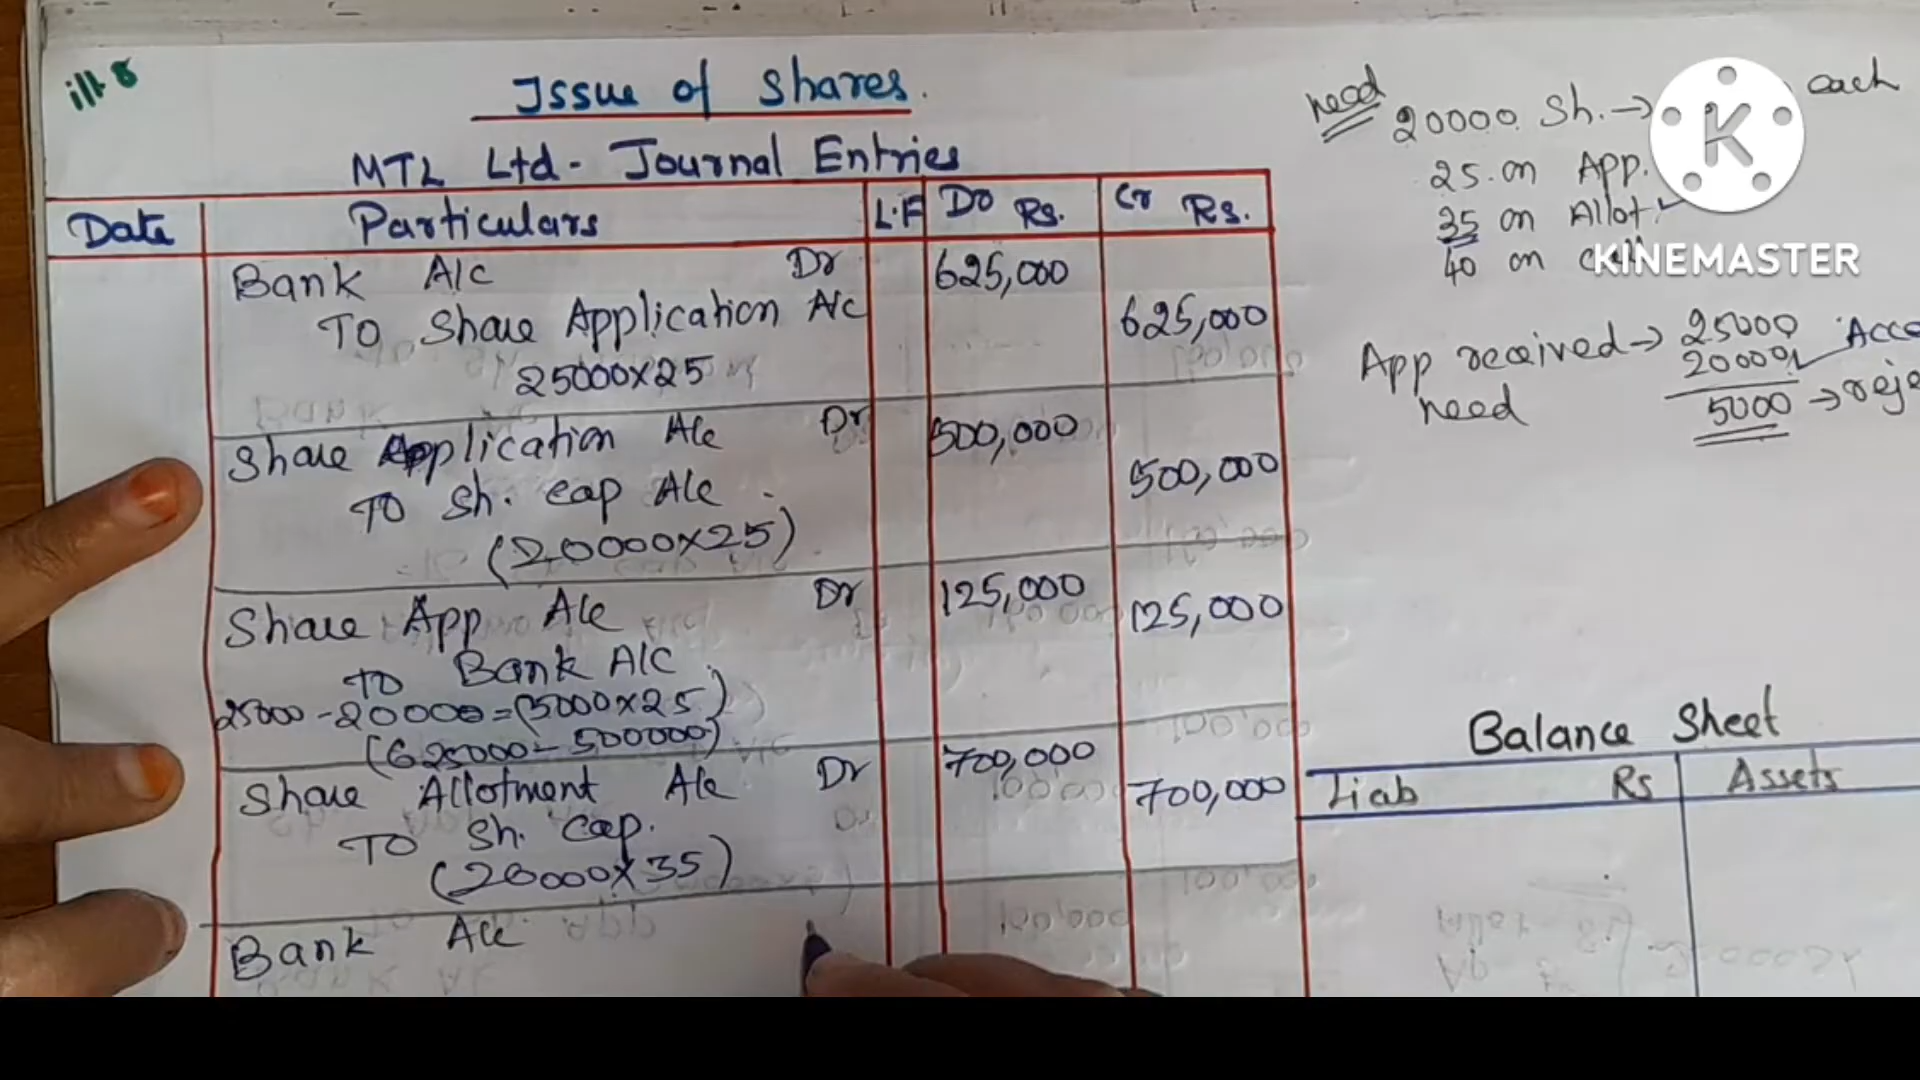 ill 8
Issue of Shares.
MTL Ltd - Journal Entries
Date Particulars L.F Dr Rs. Cr Rs.
Bank A/c Dr 625,000
TO Share Application A/c 625,000
25000x25
Share Application A/c Dr 500,000
TO Sh. cap A/c 500,000
(20000x25)
Share App A/c Dr 125,000
TO Bank A/C 125,000
25000-20000=(5000x25)
(625000-500000)
Share Allotment A/c Dr 700,000
TO Sh. Cap. 700,000
(20000x35)
Bank A/c
need
20000 Sh. → each
25 on App.
35 on Allot.
40 on
KINEMASTER
App received → 25000
need 20000
5000 →
Balance Sheet
Liab Rs Assets